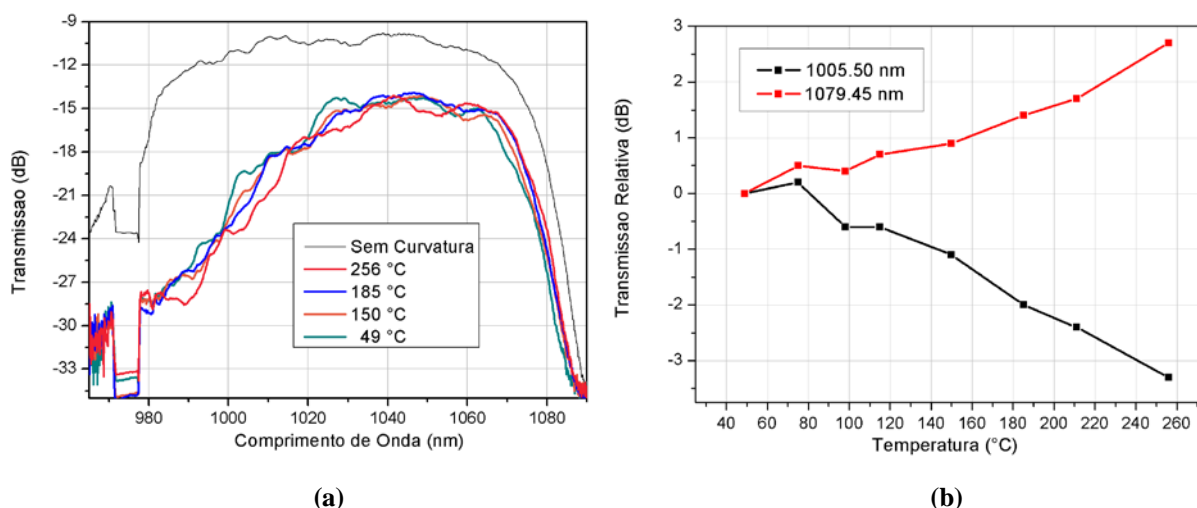 -9
-12
-15
-18
-21
-24
-27
-30
-33
Transmissao (dB)
Sem Curvatura
256 °C
185 °C
150 °C
49 °C
980 1000 1020 1040 1060 1080
Comprimento de Onda (nm)
(a)
3
2
1
0
-1
-2
-3
Transmissao Relativa (dB)
1005.50 nm
1079.45 nm
40 60 80 100 120 140 160 180 200 220 240 260
Temperatura (°C)
(b)